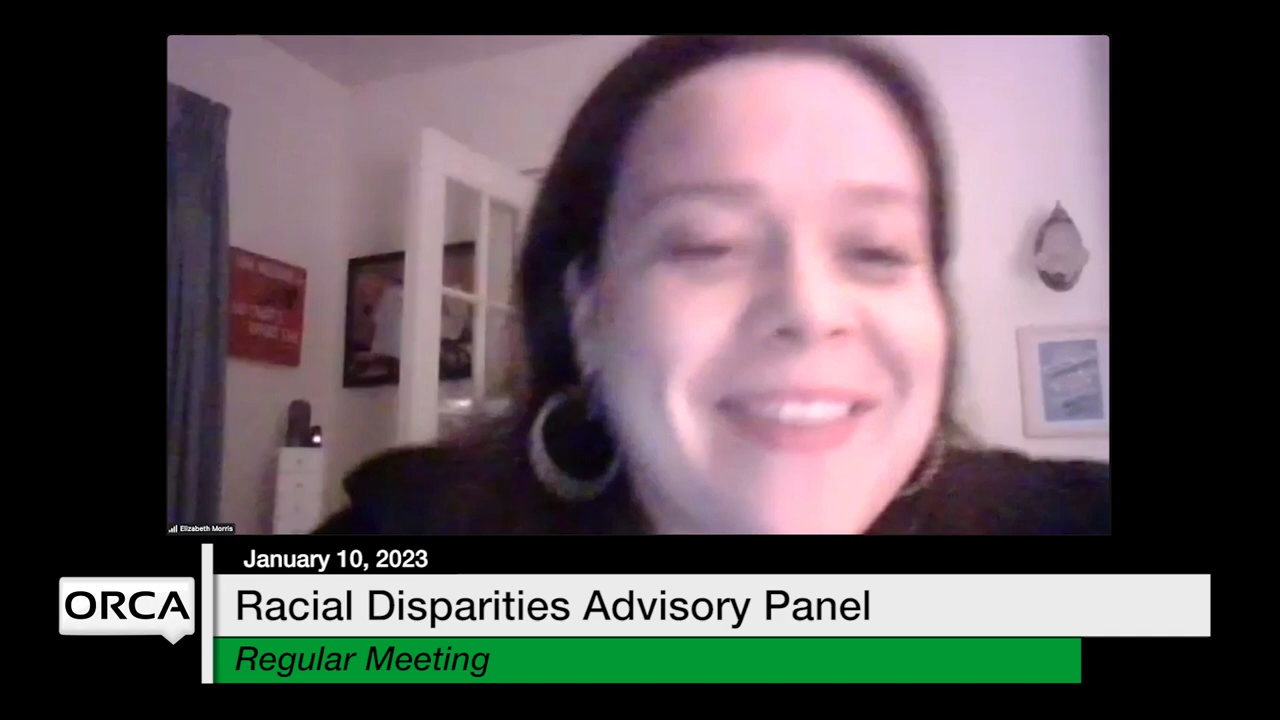 Elizabeth Morris
January 10, 2023
ORCA
Racial Disparities Advisory Panel
Regular Meeting